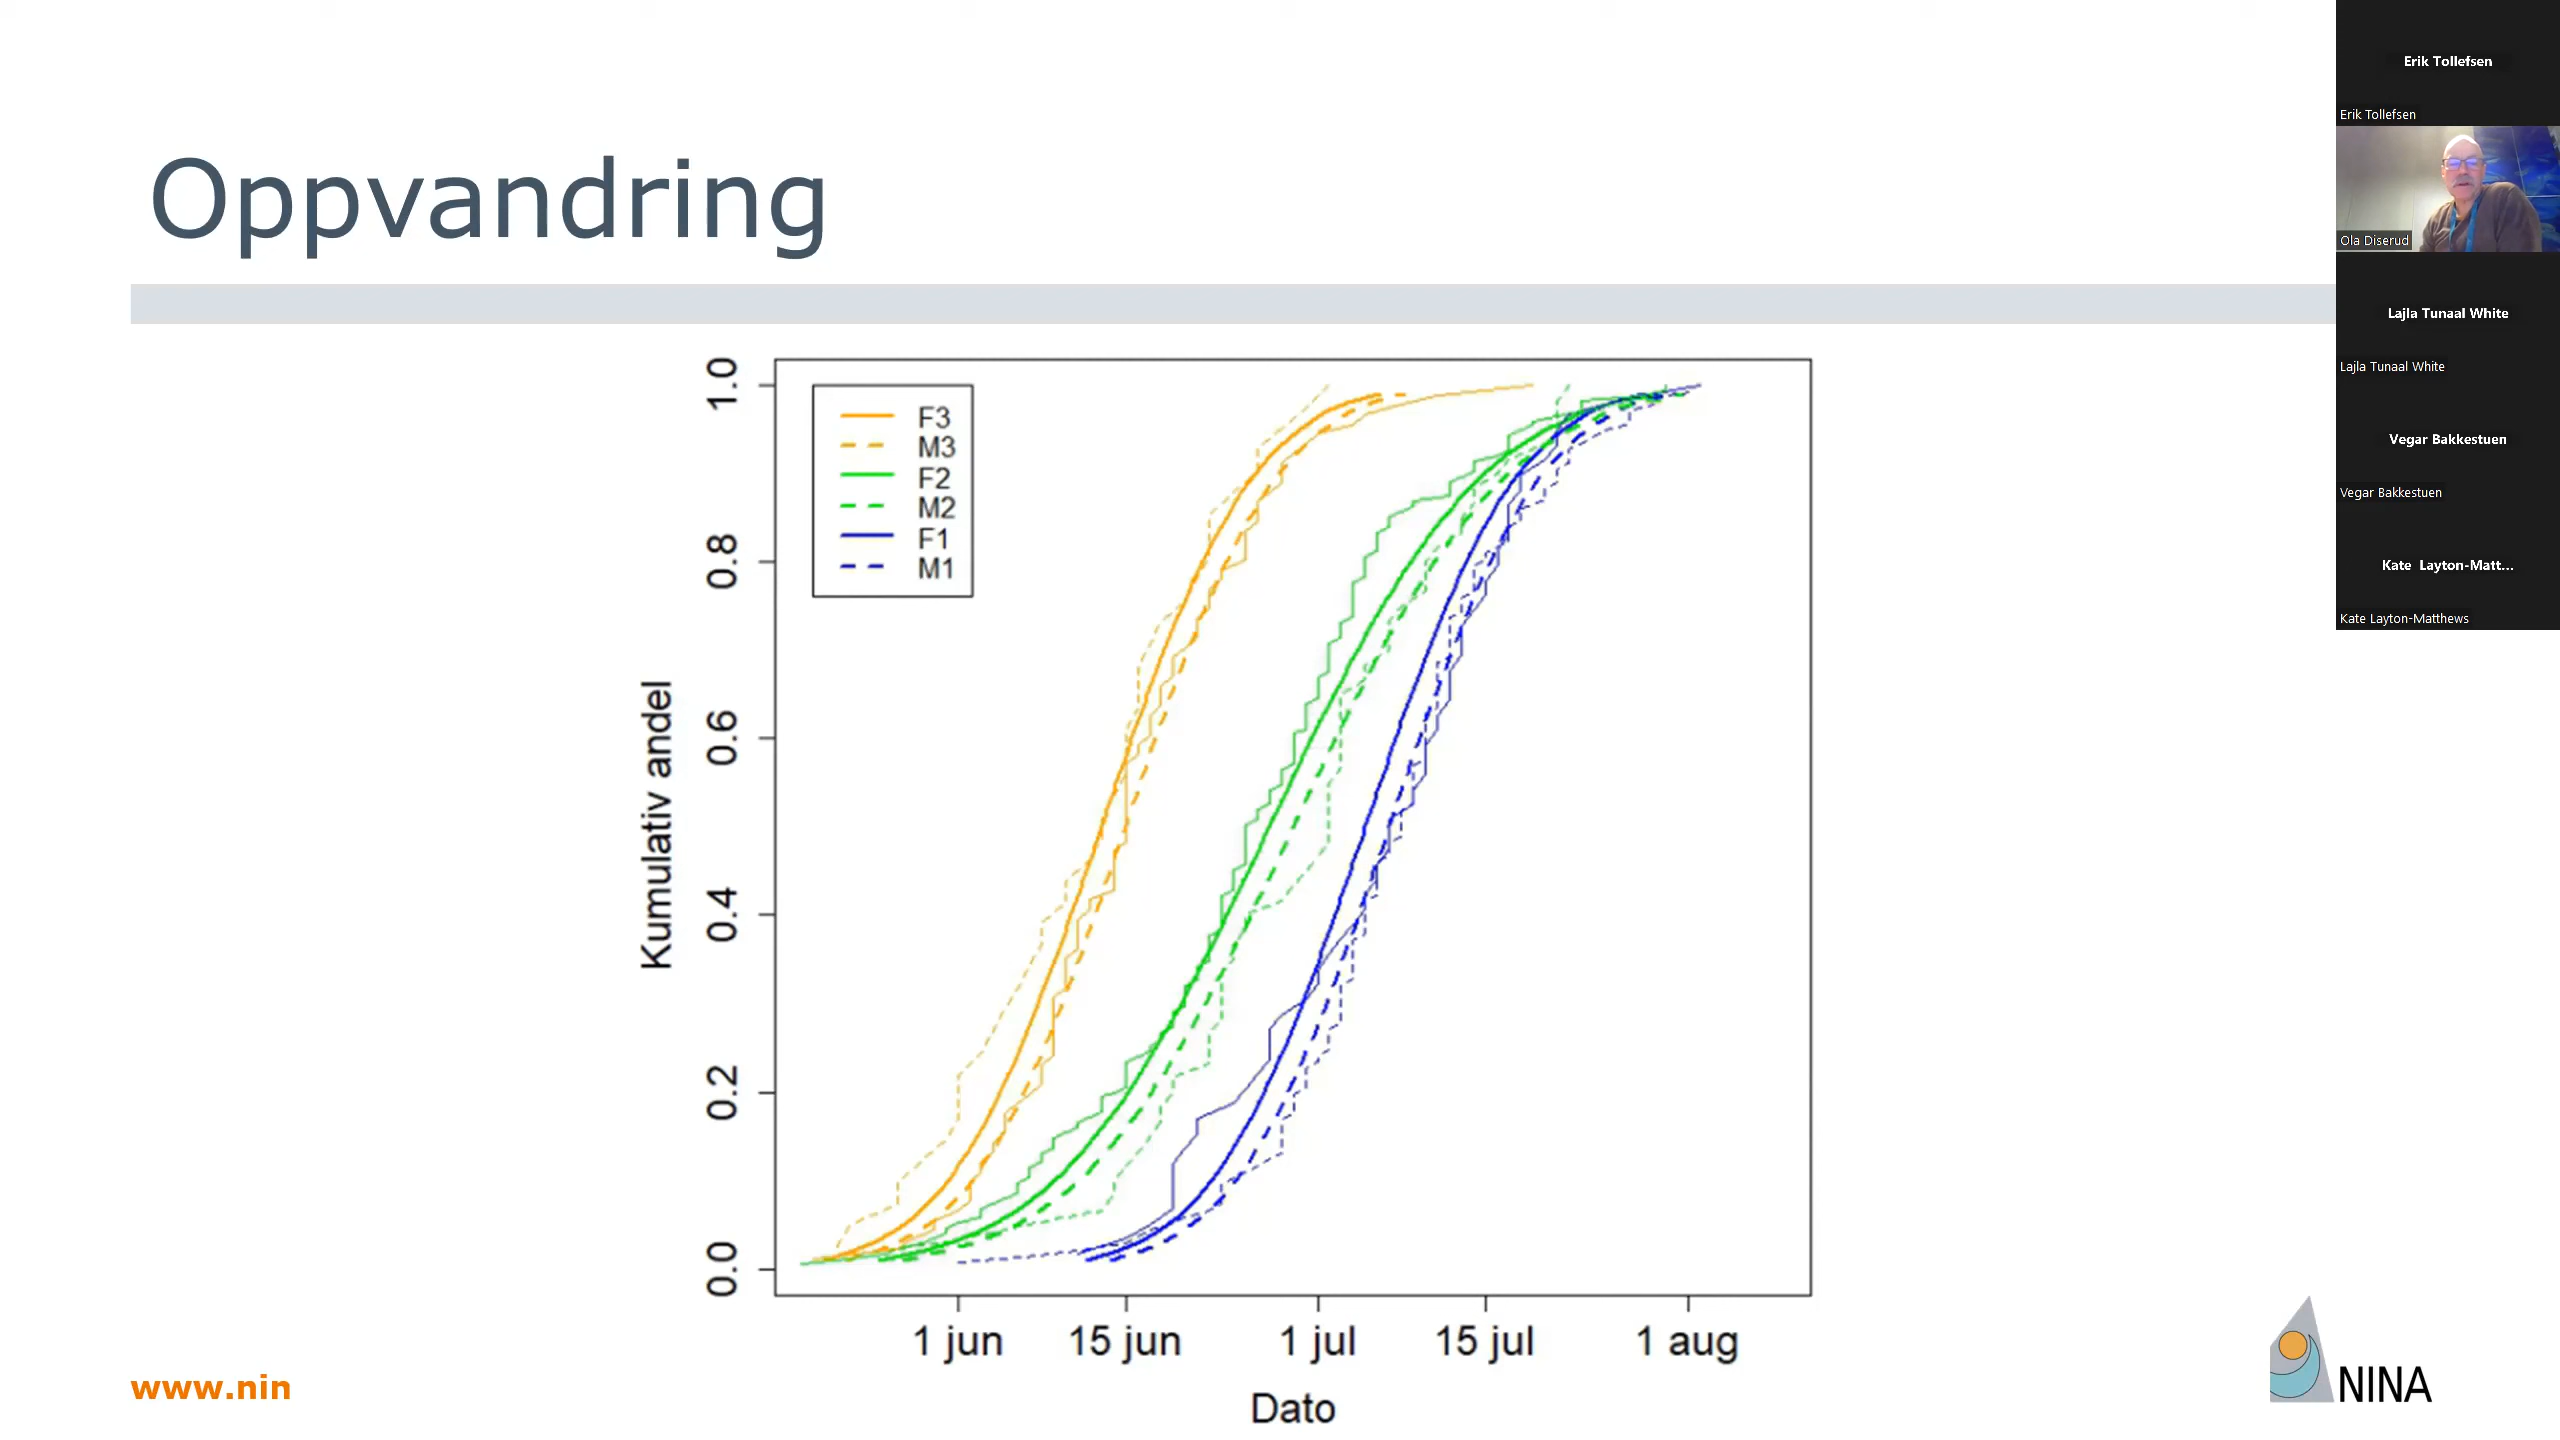 Oppvandring
1.0
0.8
0.6
0.4
0.2
0.0
Kumulativ andel
F3
M3
F2
M2
F1
M1
1 jun
15 jun
1 jul
15 jul
1 aug
Dato
www.nin
NINA
Erik Tollefsen
Erik Tollefsen
Ola Diserud
Lajla Tunaal White
Lajla Tunaal White
Vegar Bakkestuen
Vegar Bakkestuen
Kate Layton-Matt...
Kate Layton-Matthews